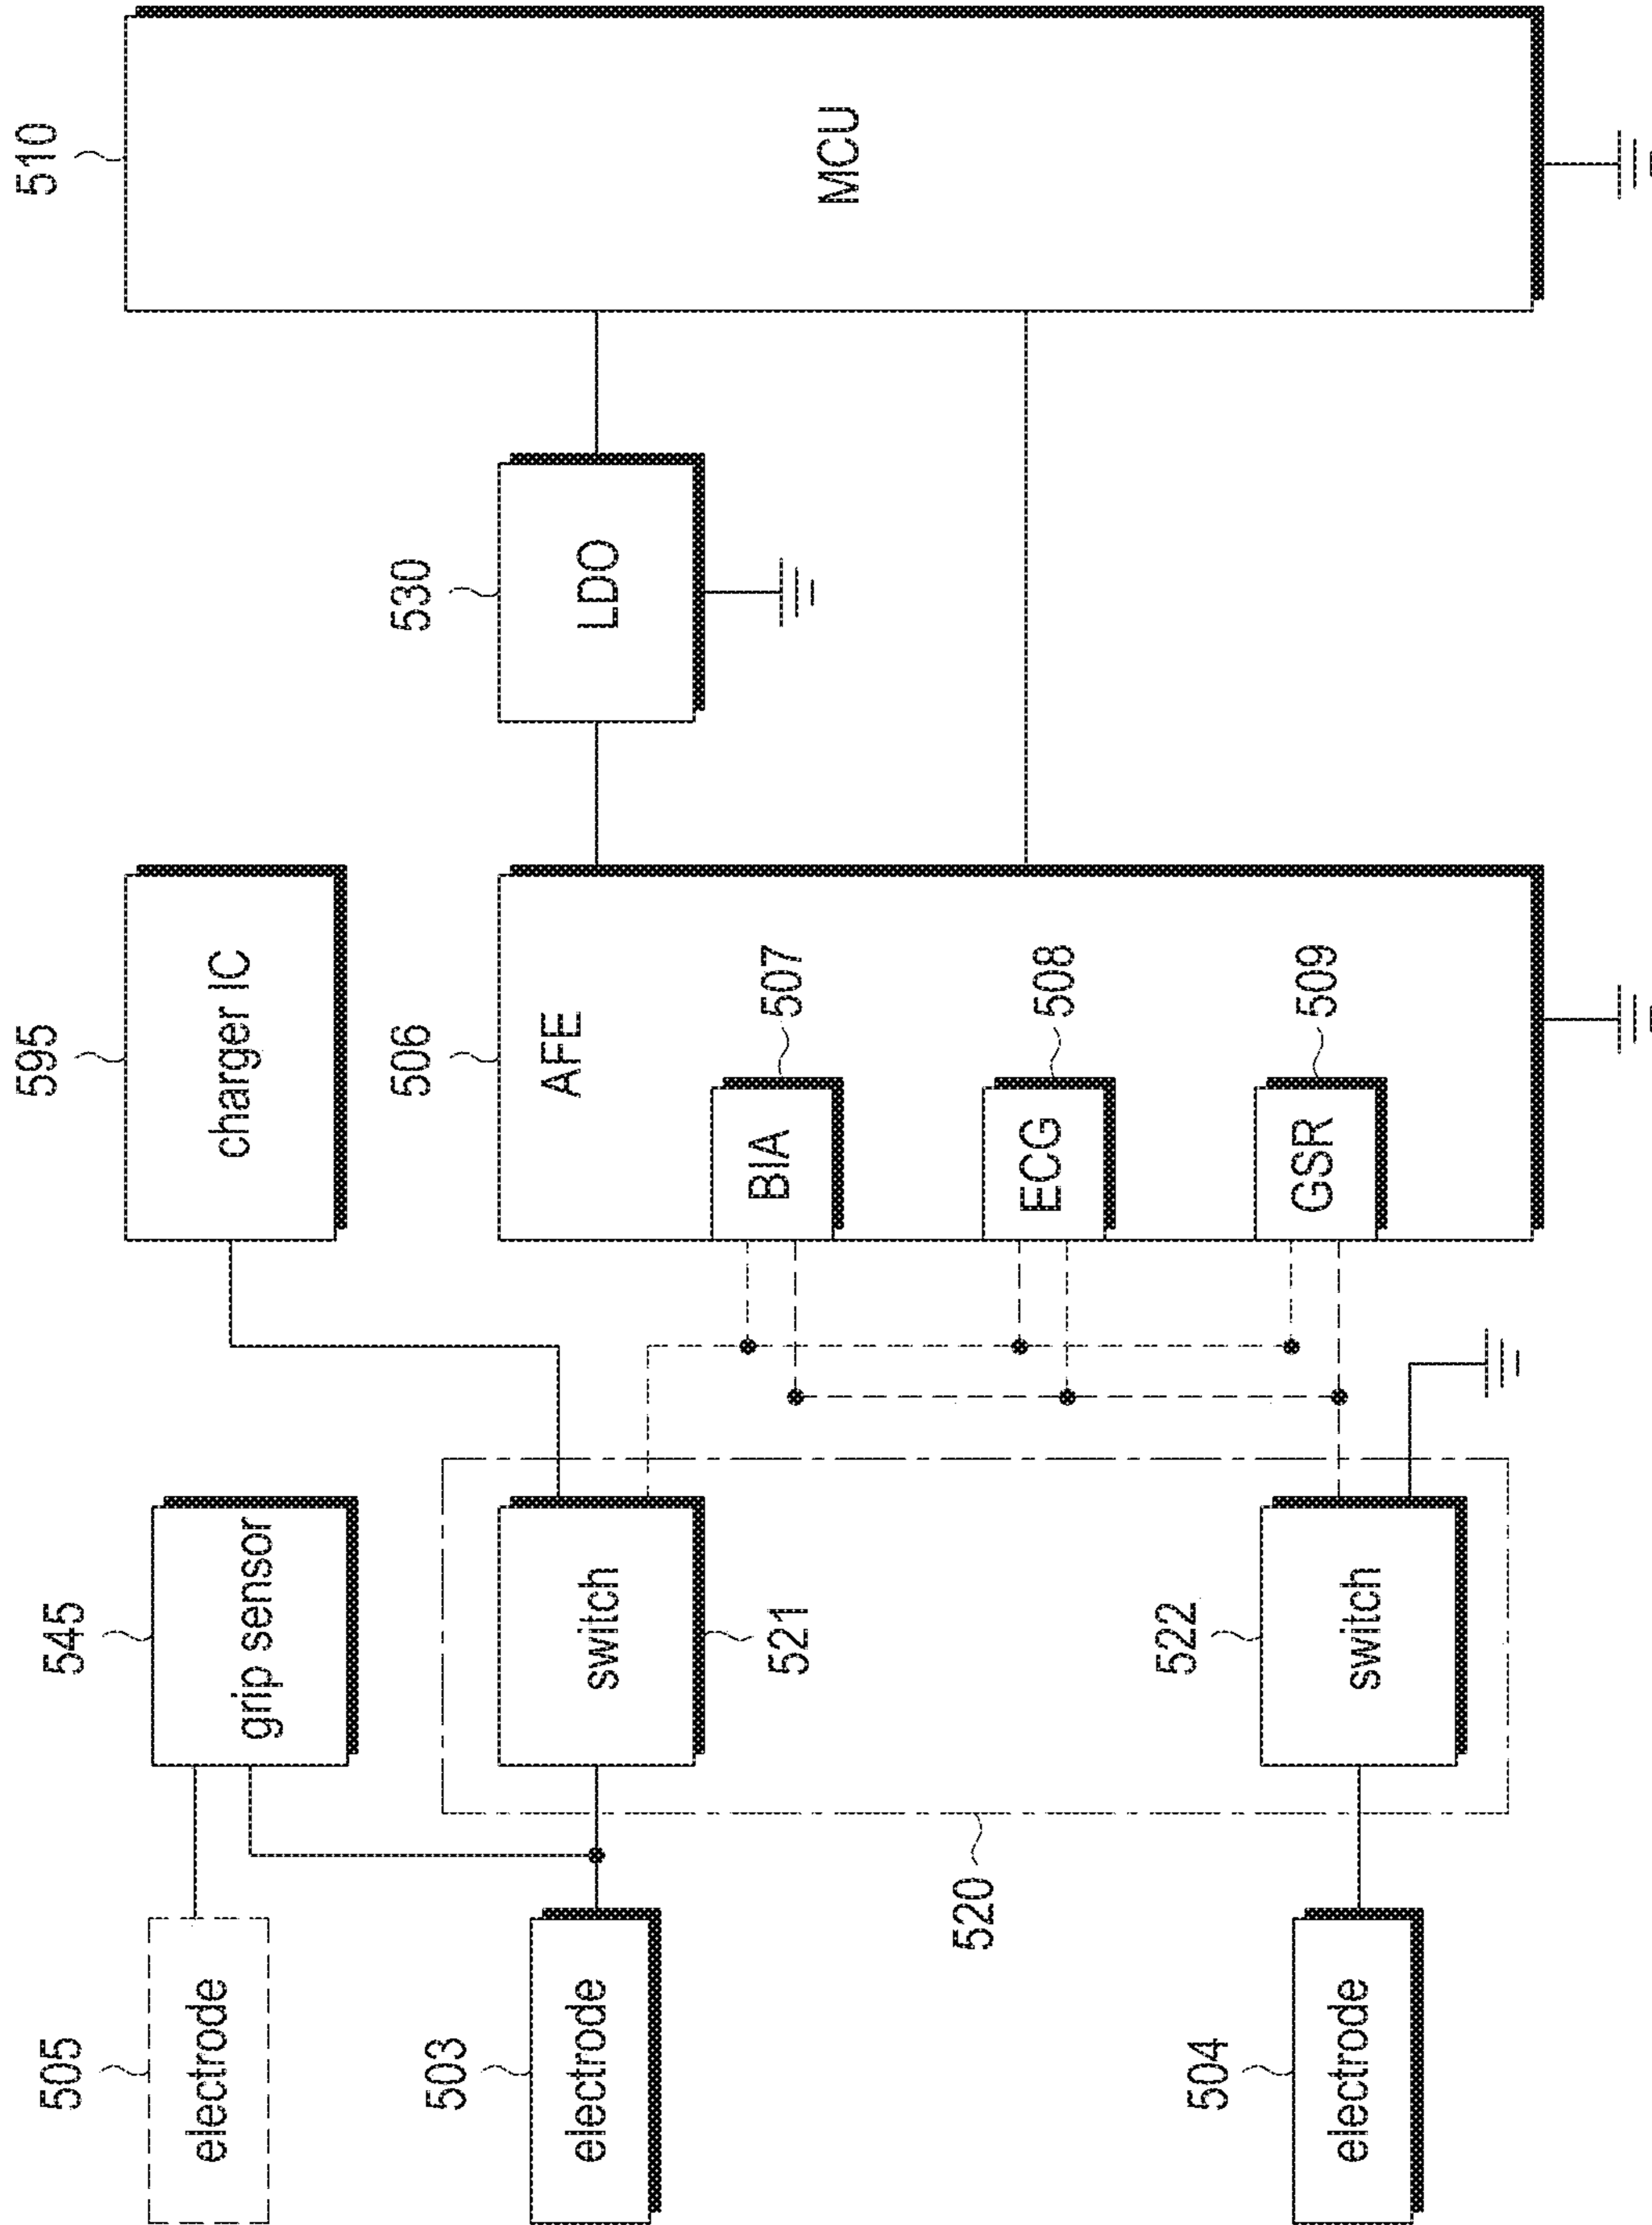 505
electrode
545
grip sensor
595
charger IC
510
MCU
503
electrode
switch
521
506
AFE
BIA
507
ECG
508
GSR
509
530
LDO
520
504
electrode
522
switch